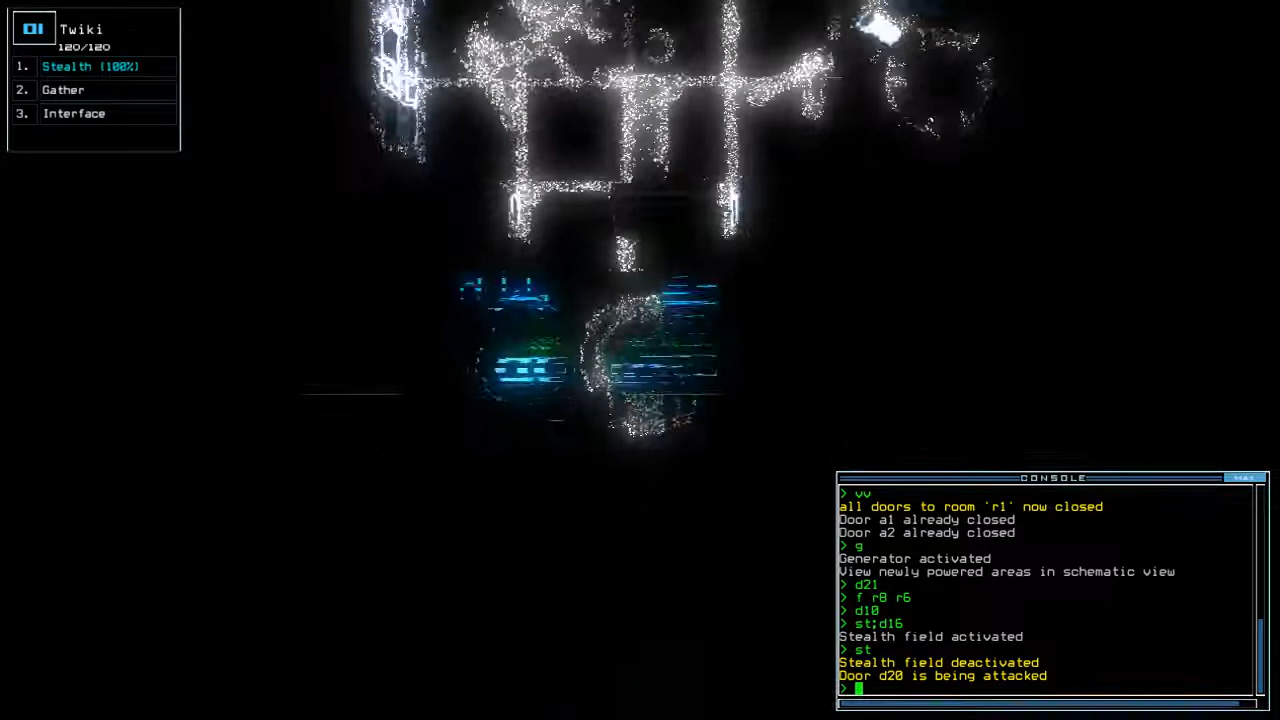 01 Twiki
120/120
1. Stealth (100%)
2. Gather
3. Interface
CONSOLE
> vv
all doors to room 'r1' now closed
Door a1 already closed
Door a2 already closed
> g
Generator activated
View newly powered areas in schematic view
> d21
> f r8 r6
> d10
> st;d16
Stealth field activated
> st
Stealth field deactivated
Door d20 is being attacked
>